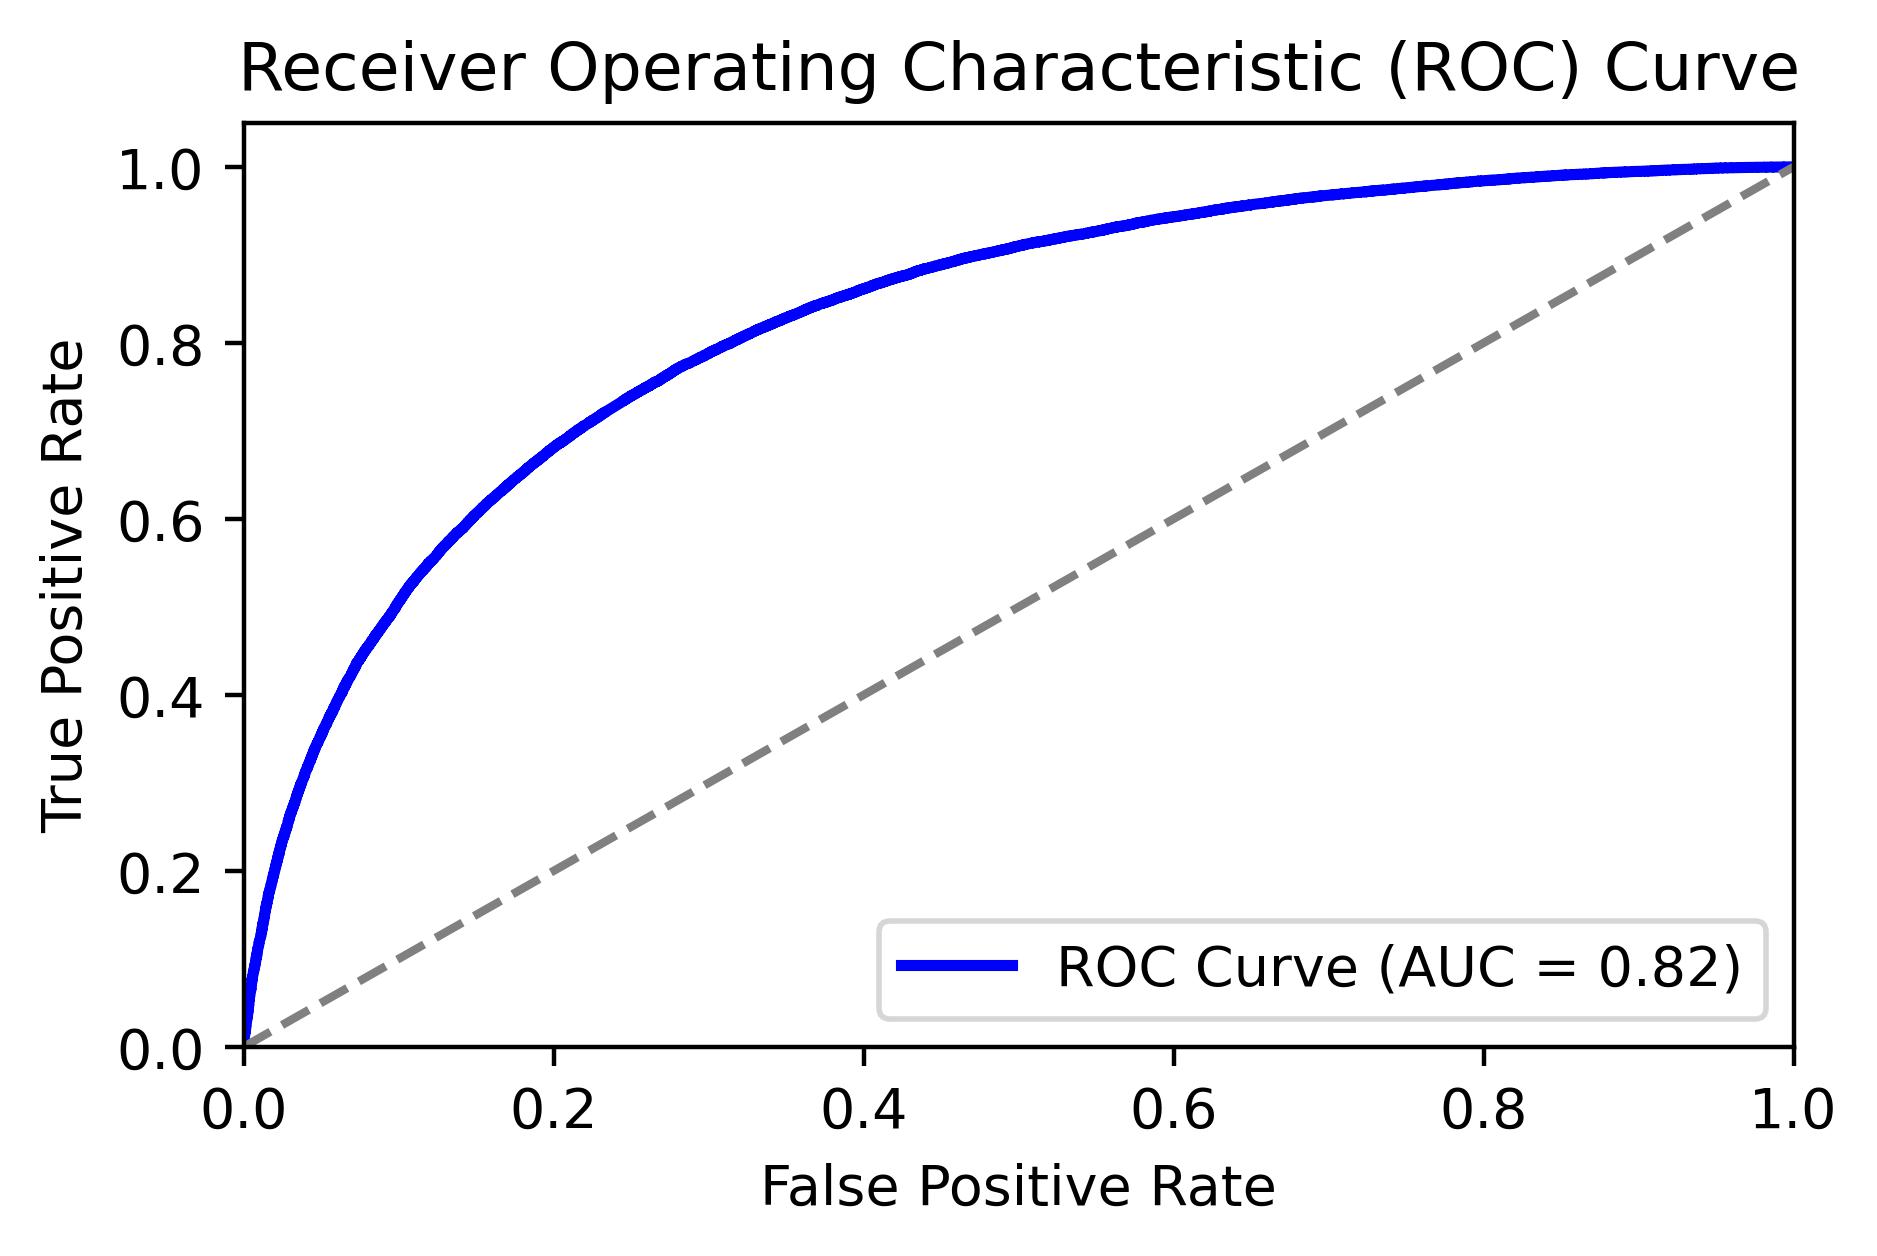 Receiver Operating Characteristic (ROC) Curve
1.0
0.8
0.6
0.4
0.2
0.0
True Positive Rate
ROC Curve (AUC = 0.82)
0.0 0.2 0.4 0.6 0.8 1.0
False Positive Rate